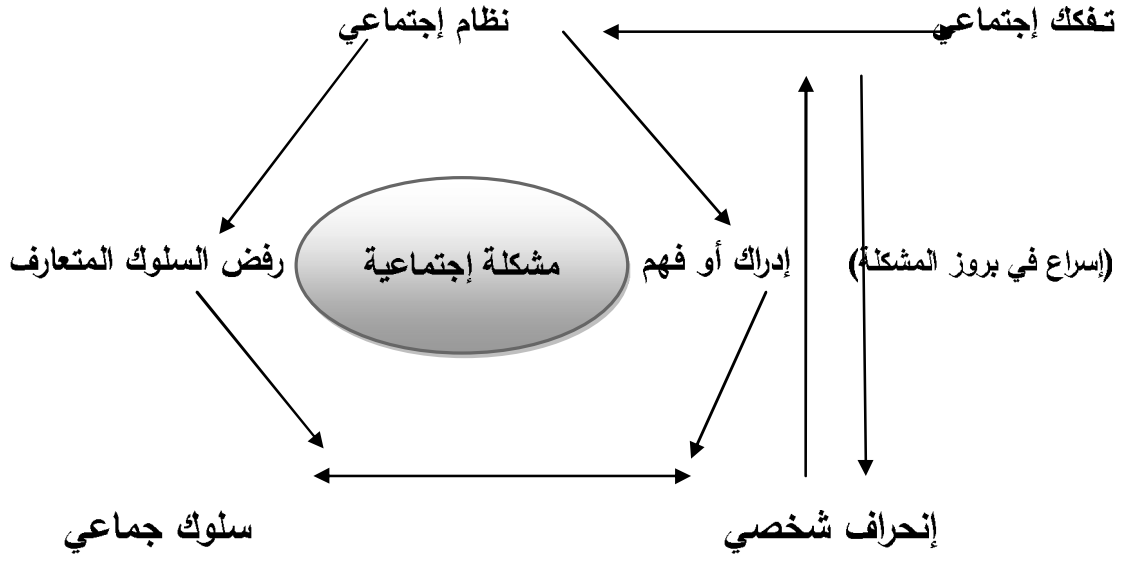 تفكك إجتماعي
نظام إجتماعي
(إسراع في بروز المشكلة)
إدراك أو فهم
مشكلة إجتماعية
رفض السلوك المتعارف
إنحراف شخصي
سلوك جماعي